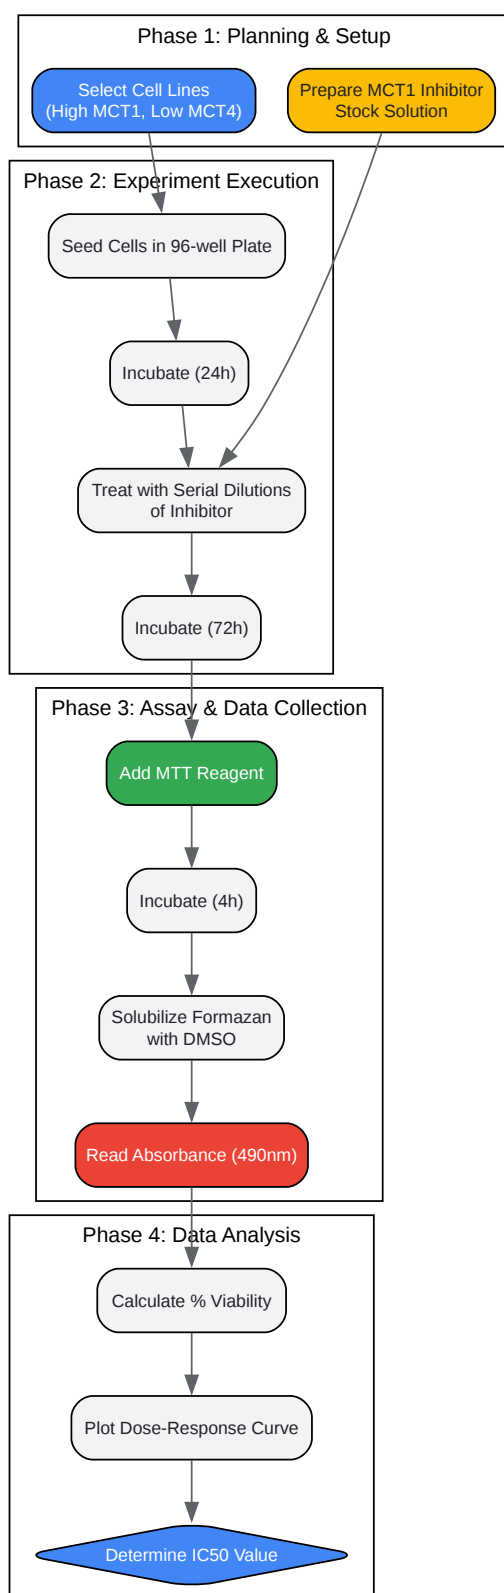 Phase 1: Planning & Setup
Select Cell Lines
(High MCT1, Low MCT4)
Prepare MCT1 Inhibitor
Stock Solution
Phase 2: Experiment Execution
Seed Cells in 96-well Plate
Incubate (24h)
Treat with Serial Dilutions
of Inhibitor
Incubate (72h)
Phase 3: Assay & Data Collection
Add MTT Reagent
Incubate (4h)
Solubilize Formazan
with DMSO
Read Absorbance (490nm)
Phase 4: Data Analysis
Calculate % Viability
Plot Dose-Response Curve
Determine IC50 Value